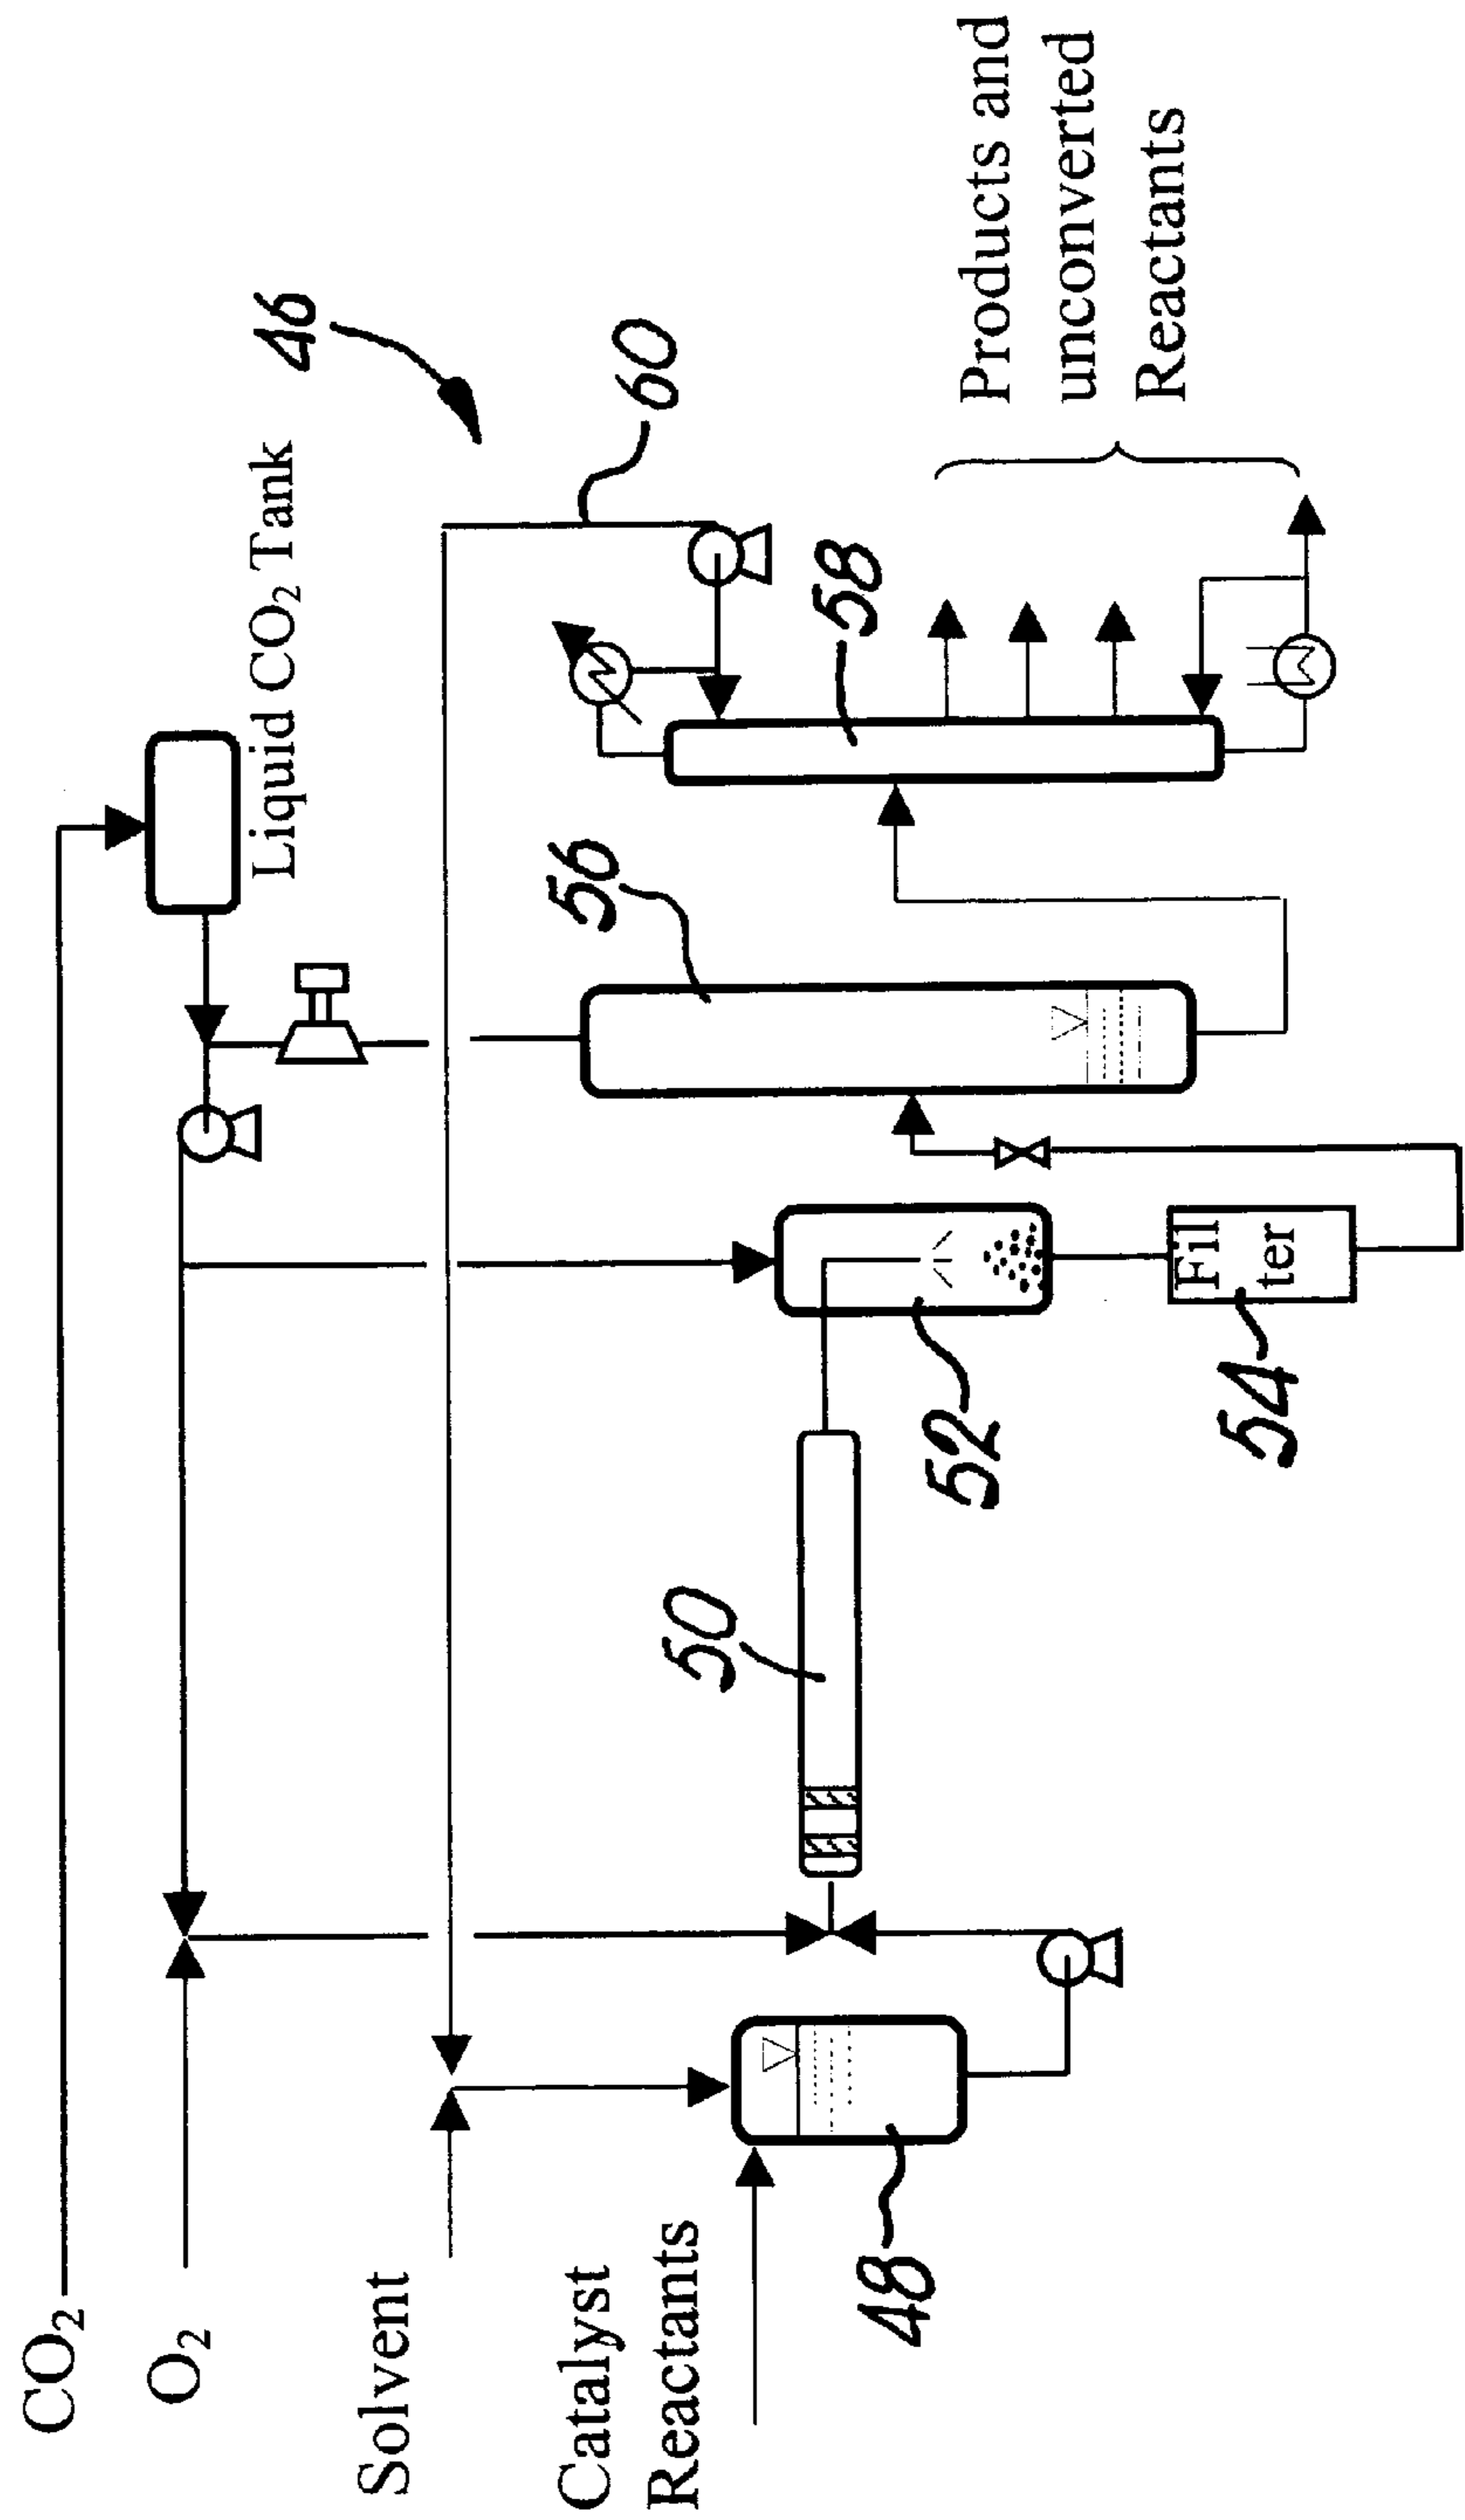 CO₂
O₂
Solvent
Catalyst
Reactants
Liquid CO₂ Tank
46
48
50
52
54
Fil
ter
56
58
60
Products and
unconverted
Reactants